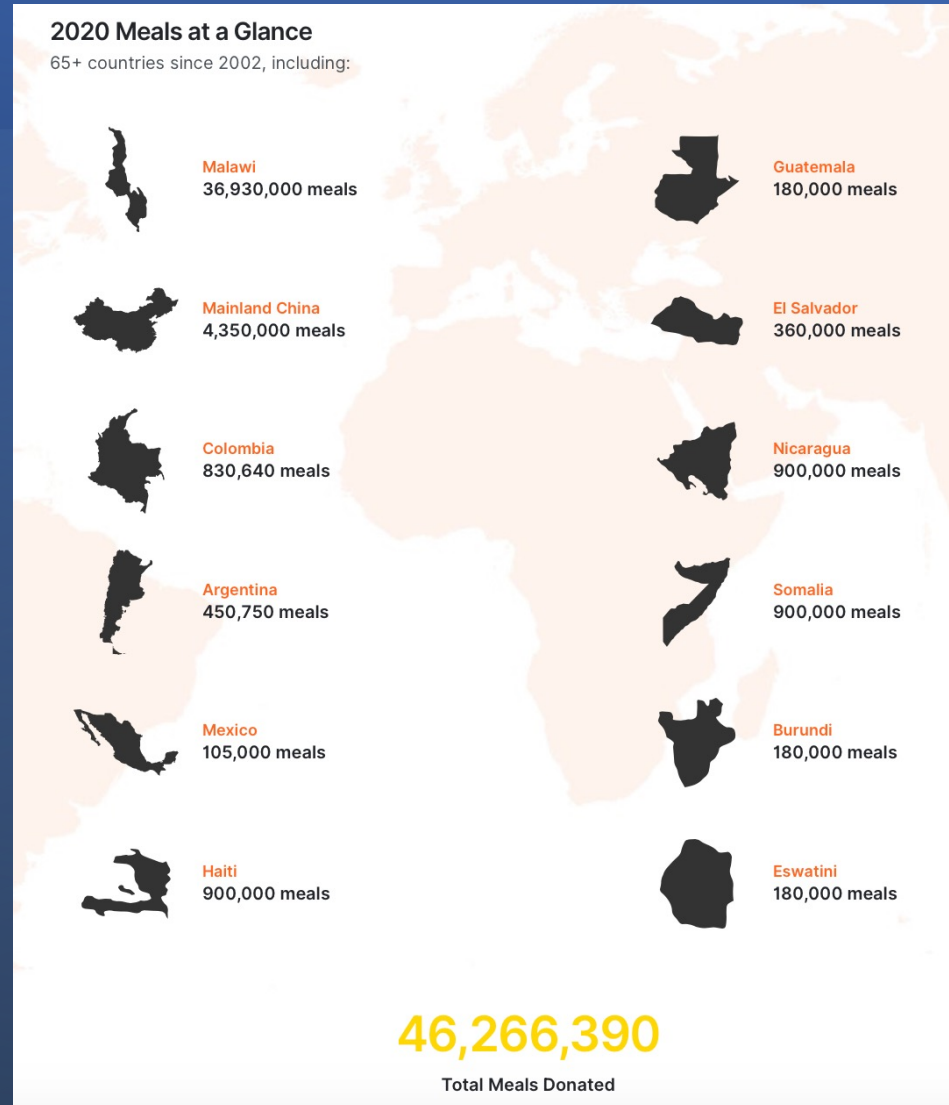 2020 Meals at a Glance
65+ countries since 2002, including:
Malawi
36,930,000 meals
Guatemala
180,000 meals
Mainland China
4,350,000 meals
El Salvador
360,000 meals
Colombia
830,640 meals
Nicaragua
900,000 meals
Argentina
450,750 meals
Somalia
900,000 meals
Mexico
105,000 meals
Burundi
180,000 meals
Haiti
900,000 meals
Eswatini
180,000 meals
46,266,390
Total Meals Donated